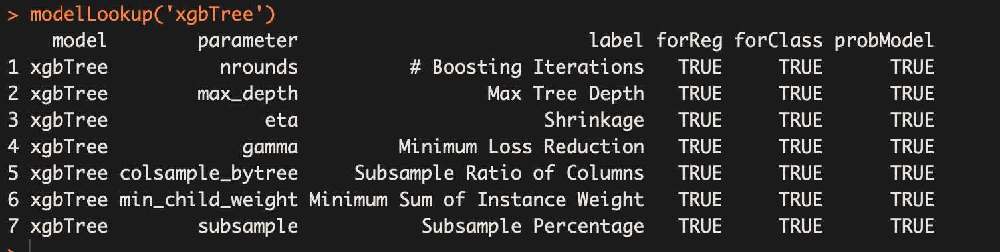 > modelLookup('xgbTree')
    model        parameter                          label forReg forClass probModel
1 xgbTree          nrounds          # Boosting Iterations   TRUE     TRUE      TRUE
2 xgbTree        max_depth                 Max Tree Depth   TRUE     TRUE      TRUE
3 xgbTree              eta                      Shrinkage   TRUE     TRUE      TRUE
4 xgbTree            gamma         Minimum Loss Reduction   TRUE     TRUE      TRUE
5 xgbTree colsample_bytree     Subsample Ratio of Columns   TRUE     TRUE      TRUE
6 xgbTree min_child_weight Minimum Sum of Instance Weight   TRUE     TRUE      TRUE
7 xgbTree        subsample           Subsample Percentage   TRUE     TRUE      TRUE
>